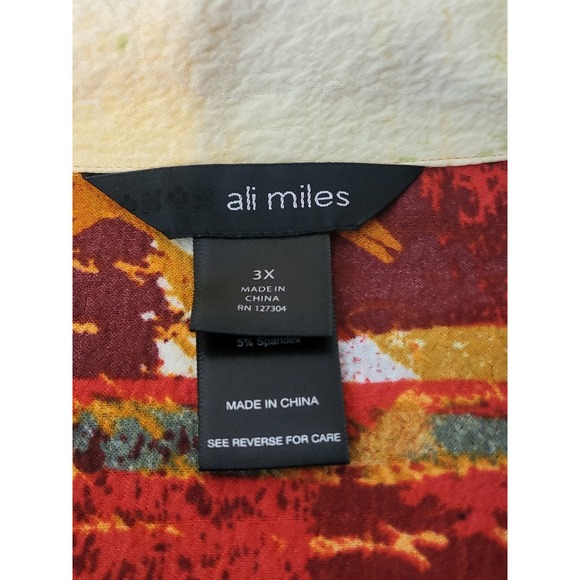 ali miles
3X
MADE IN
CHINA
RN 127304
5% Spandex
MADE IN CHINA
SEE REVERSE FOR CARE